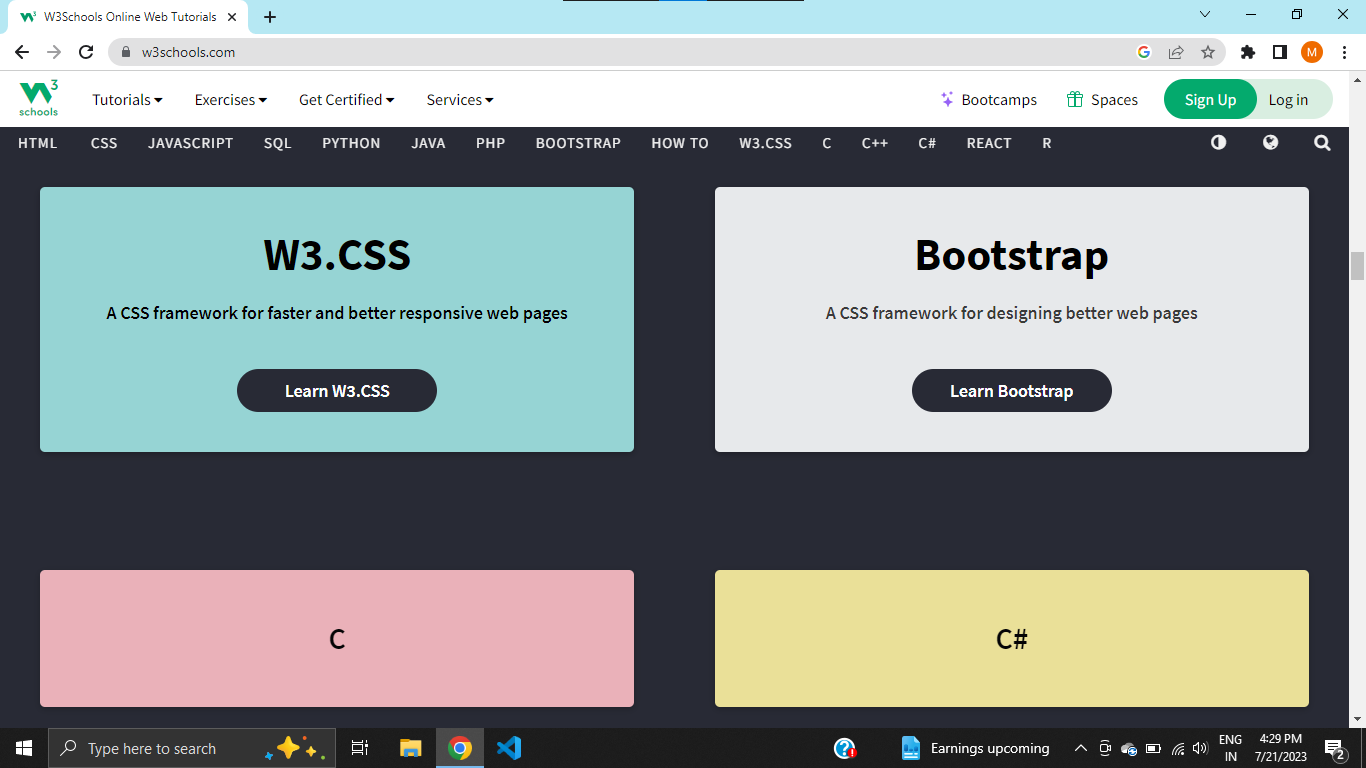 W3Schools Online Web Tutorials
w3schools.com
M
W3 schools
Tutorials
Exercises
Get Certified
Services
Bootcamps
Spaces
Sign Up
Log in
HTML CSS JAVASCRIPT SQL PYTHON JAVA PHP BOOTSTRAP HOW TO W3.CSS C C++ C# REACT R
W3.CSS
A CSS framework for faster and better responsive web pages
Learn W3.CSS
Bootstrap
A CSS framework for designing better web pages
Learn Bootstrap
C
C#
Type here to search
Earnings upcoming
ENG
IN
4:29 PM
7/21/2023
2